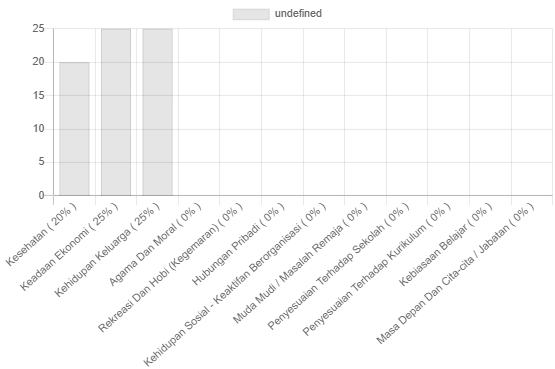 undefined
25
20
15
10
5
0
Kesehatan ( 20% )
Keadaan Ekonomi ( 25% )
Kehidupan Keluarga ( 25% )
Agama Dan Moral ( 0% )
Rekreasi Dan Hobi (Kegemaran) ( 0% )
Hubungan Pribadi ( 0% )
Kehidupan Sosial - Keaktifan Berorganisasi ( 0% )
Muda Mudi / Masalah Remaja ( 0% )
Penyesuaian Terhadap Sekolah ( 0% )
Penyesuaian Terhadap Kurikulum ( 0% )
Kebiasaan Belajar ( 0% )
Masa Depan Dan Cita-cita / Jabatan ( 0% )